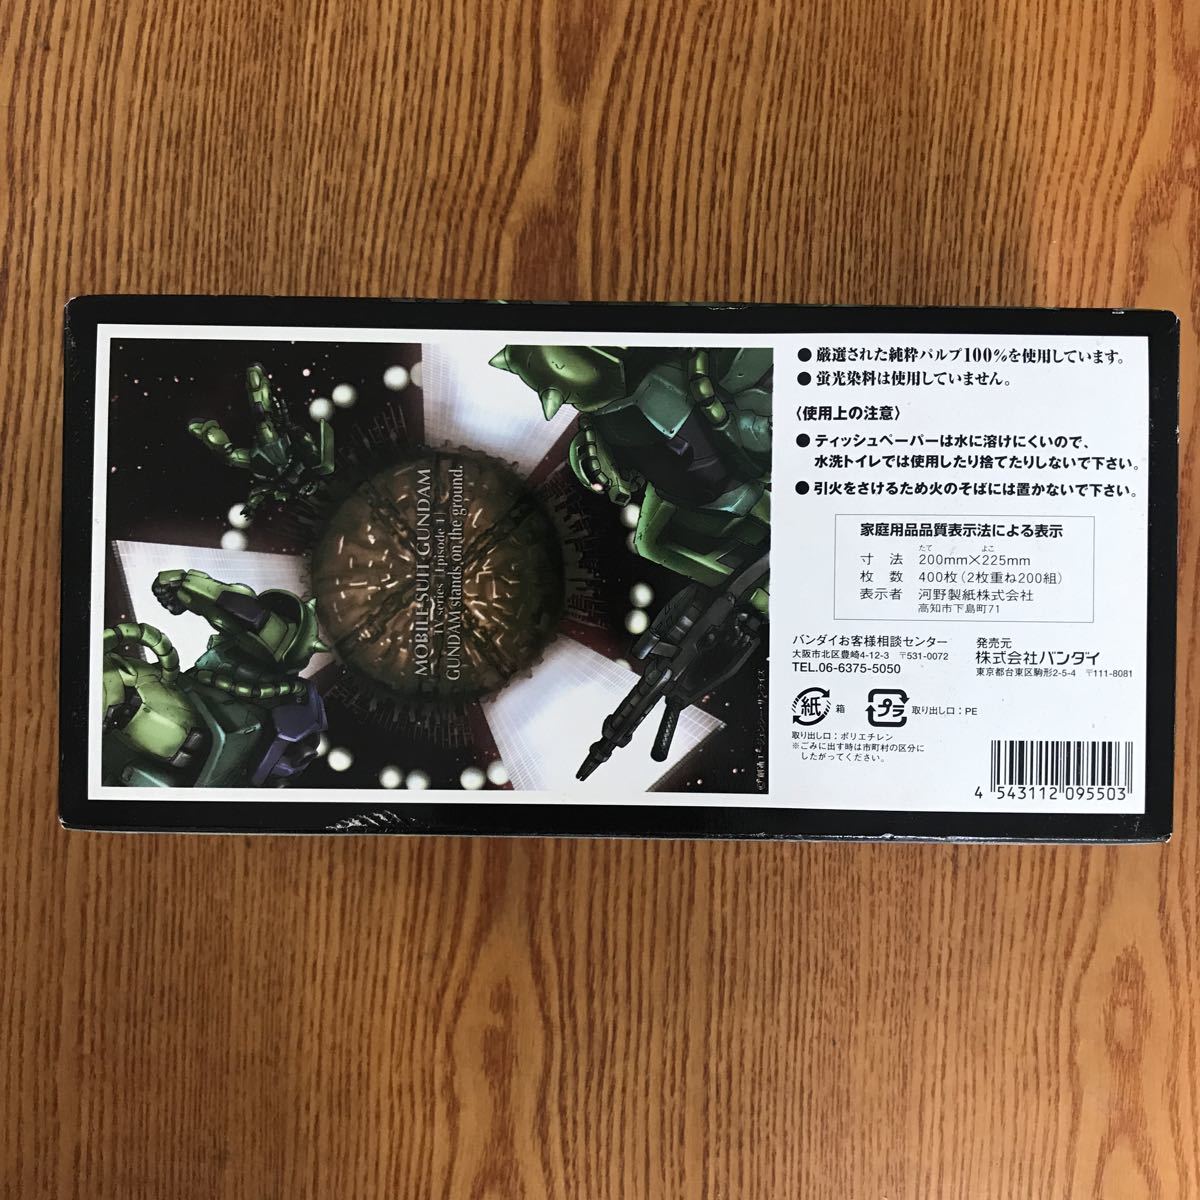 MOBILE SUIT GUNDAM
TV series [Episode 1]
GUNDAM stands on the ground.
©創通エージェンシー・サンライズ
● 厳選された純粋パルプ100%を使用しています。
● 蛍光染料は使用していません。
〈使用上の注意〉
● ティッシュペーパーは水に溶けにくいので、
水洗トイレでは使用したり捨てたりしないで下さい。
● 引火をさけるため火のそばには置かないで下さい。
家庭用品品質表示法による表示
たて よこ
寸 法 200mm×225mm
枚 数 400枚(2枚重ね200組)
表示者 河野製紙株式会社
高知市下島町71
バンダイお客様相談センター
大阪市北区豊崎4-12-3 〒531-0072
TEL.06-6375-5050
発売元
株式会社バンダイ
東京都台東区駒形2-5-4 〒111-8081
紙 箱 プラ 取り出し口：PE
取り出し口：ポリエチレン
※ごみに出す時は市町村の区分に
したがってください。
4 543112 095503